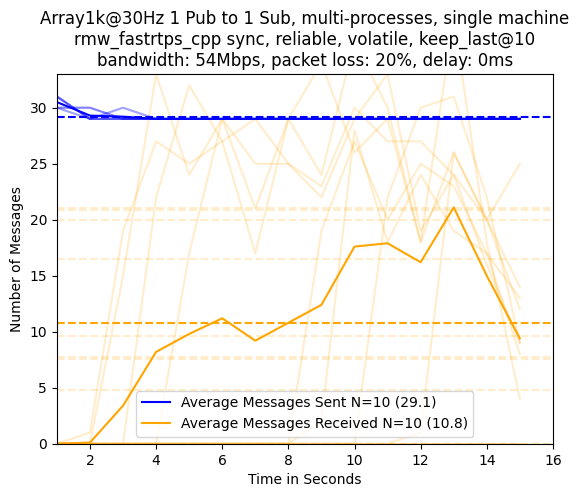 Array1k@30Hz 1 Pub to 1 Sub, multi-processes, single machine
rmw_fastrtps_cpp sync, reliable, volatile, keep_last@10
bandwidth: 54Mbps, packet loss: 20%, delay: 0ms
Number of Messages
30
25
20
15
10
5
0
Average Messages Sent N=10 (29.1)
Average Messages Received N=10 (10.8)
2 4 6 8 10 12 14 16
Time in Seconds